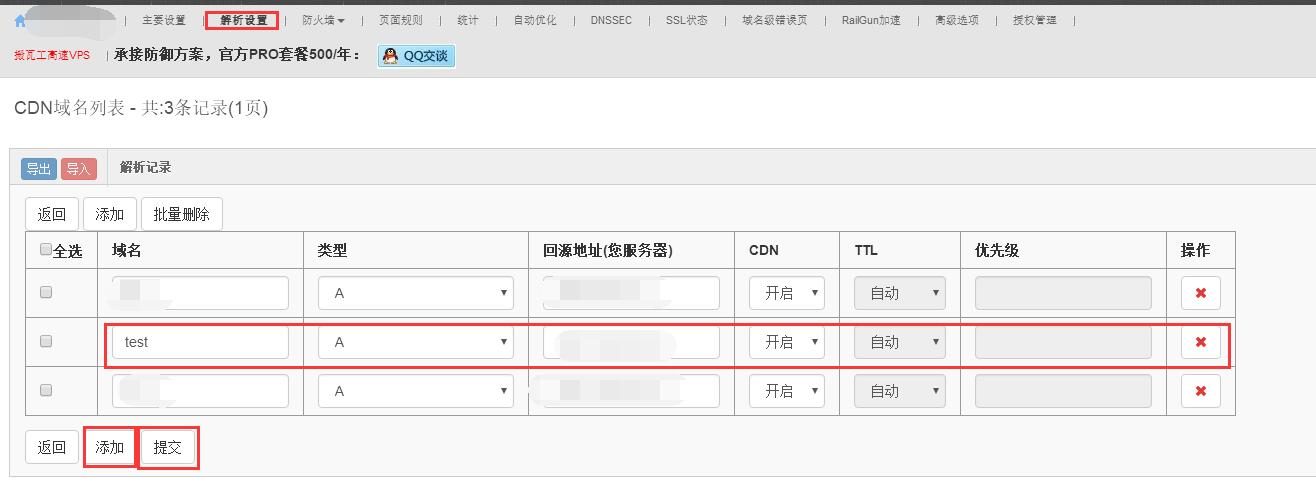 主要设置 | 解析设置 | 防火墙 | 页面规则 | 统计 | 自动优化 | DNSSEC | SSL状态 | 域名级错误页 | RailGun加速 | 高级选项 | 授权管理 |
搬瓦工高速VPS | 承接防御方案，官方PRO套餐500/年： QQ交谈
CDN域名列表 - 共:3条记录(1页)
导出 导入 解析记录
返回 添加 批量删除
全选 域名 类型 回源地址(您服务器) CDN TTL 优先级 操作
A 开启 自动
test A 开启 自动
A 开启 自动
返回 添加 提交